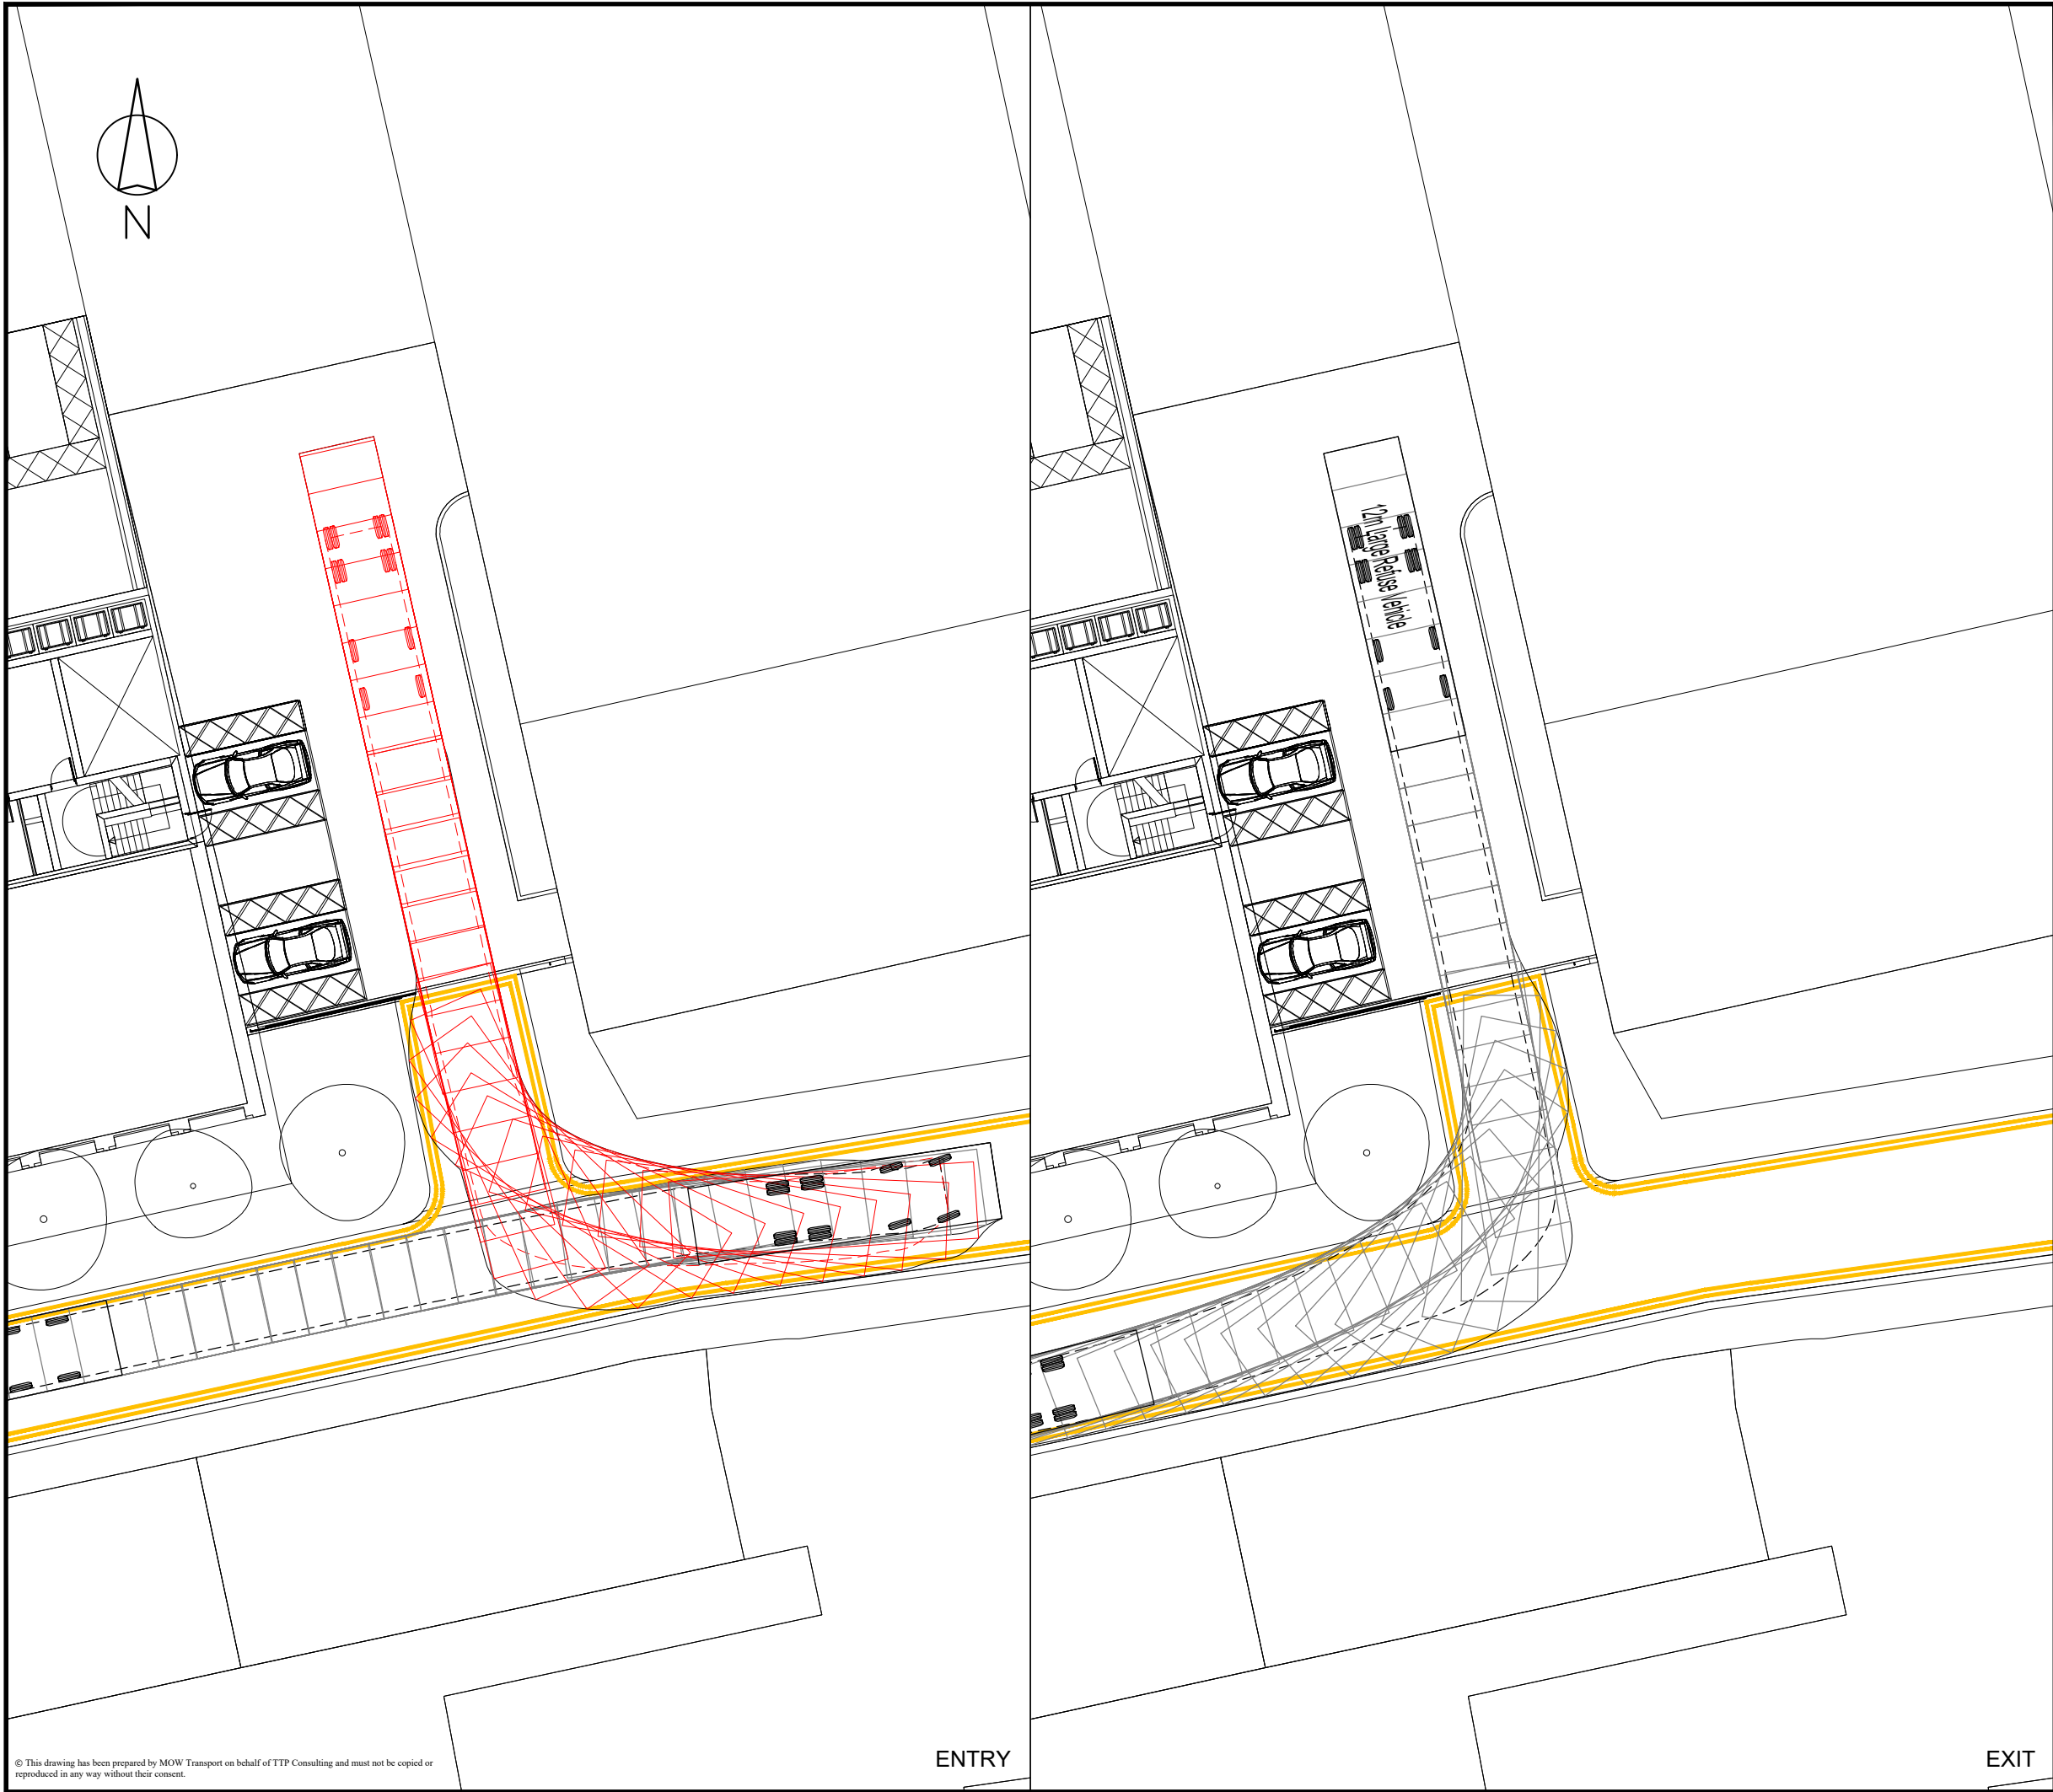 N
12m Large Refuse Vehicle
© This drawing has been prepared by MOW Transport on behalf of TTP Consulting and must not be copied or
reproduced in any way without their consent.
ENTRY
EXIT